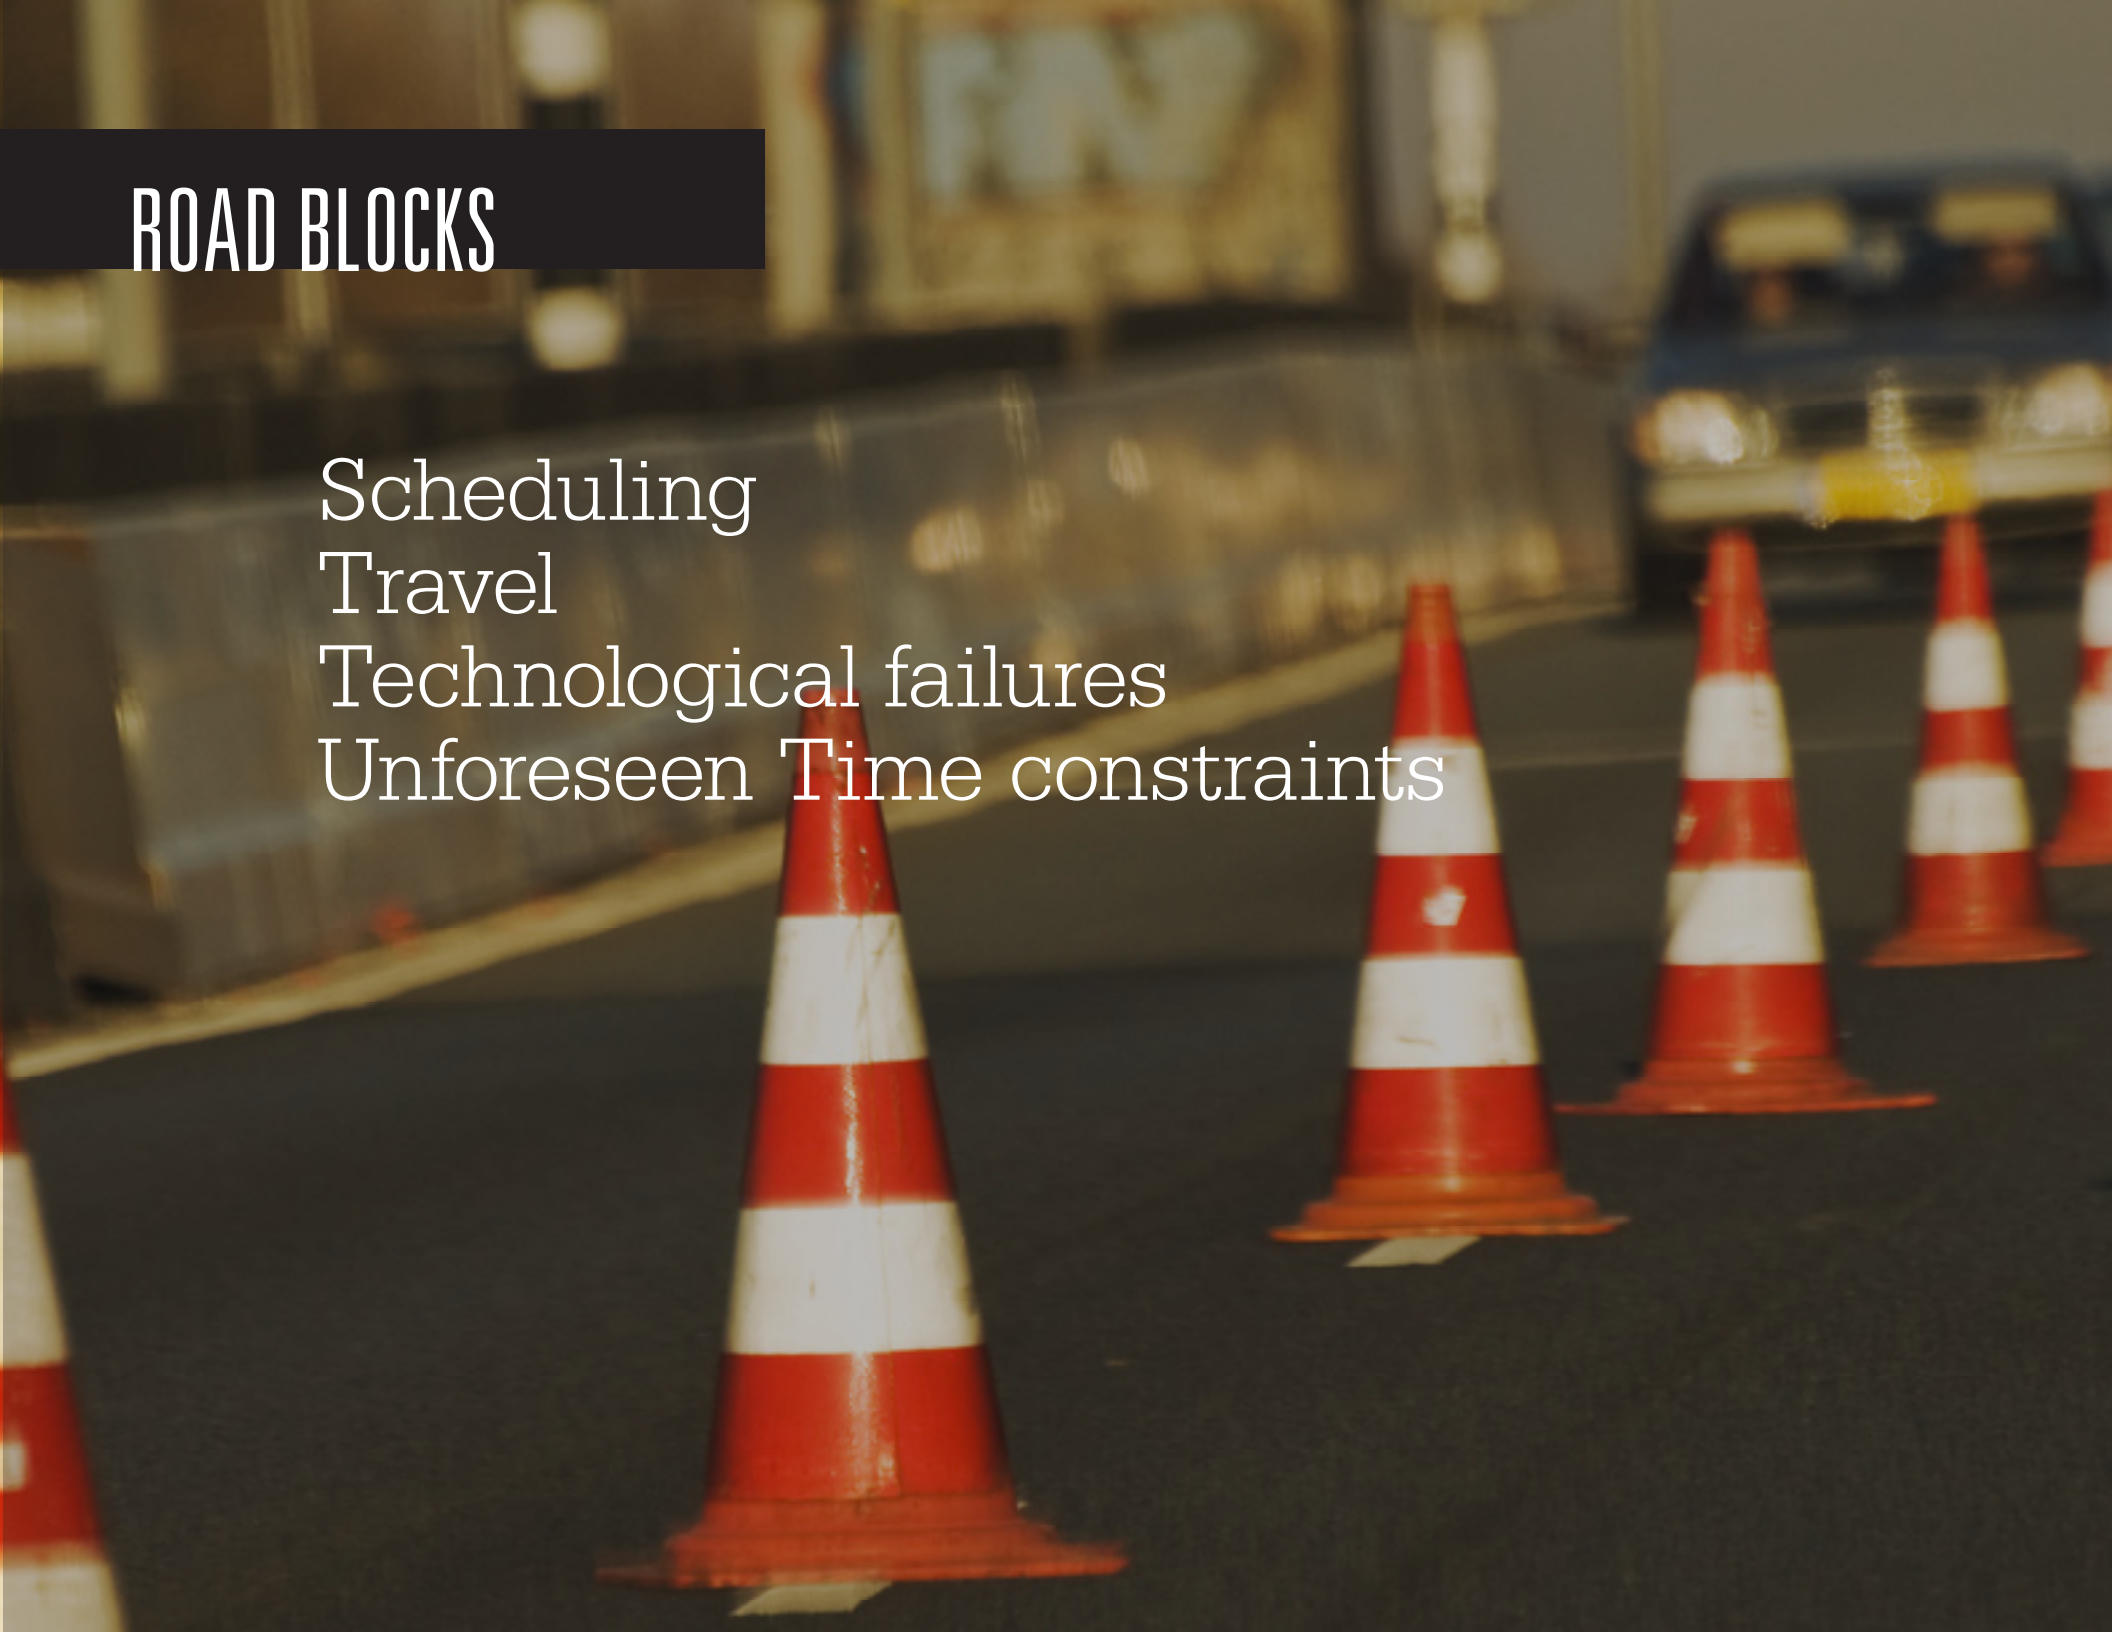 ROAD BLOCKS
Scheduling
Travel
Technological failures
Unforeseen Time constraints